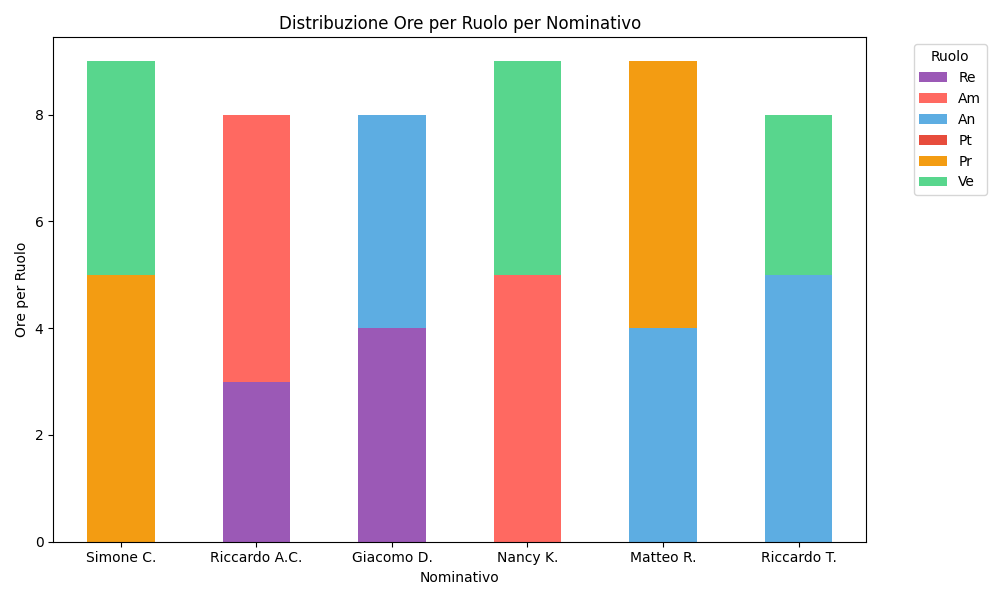 Distribuzione Ore per Ruolo per Nominativo
Ruolo
Re
Am
An
Pt
Pr
Ve
Ore per Ruolo
8
6
4
2
0
Simone C.
Riccardo A.C.
Giacomo D.
Nancy K.
Matteo R.
Riccardo T.
Nominativo